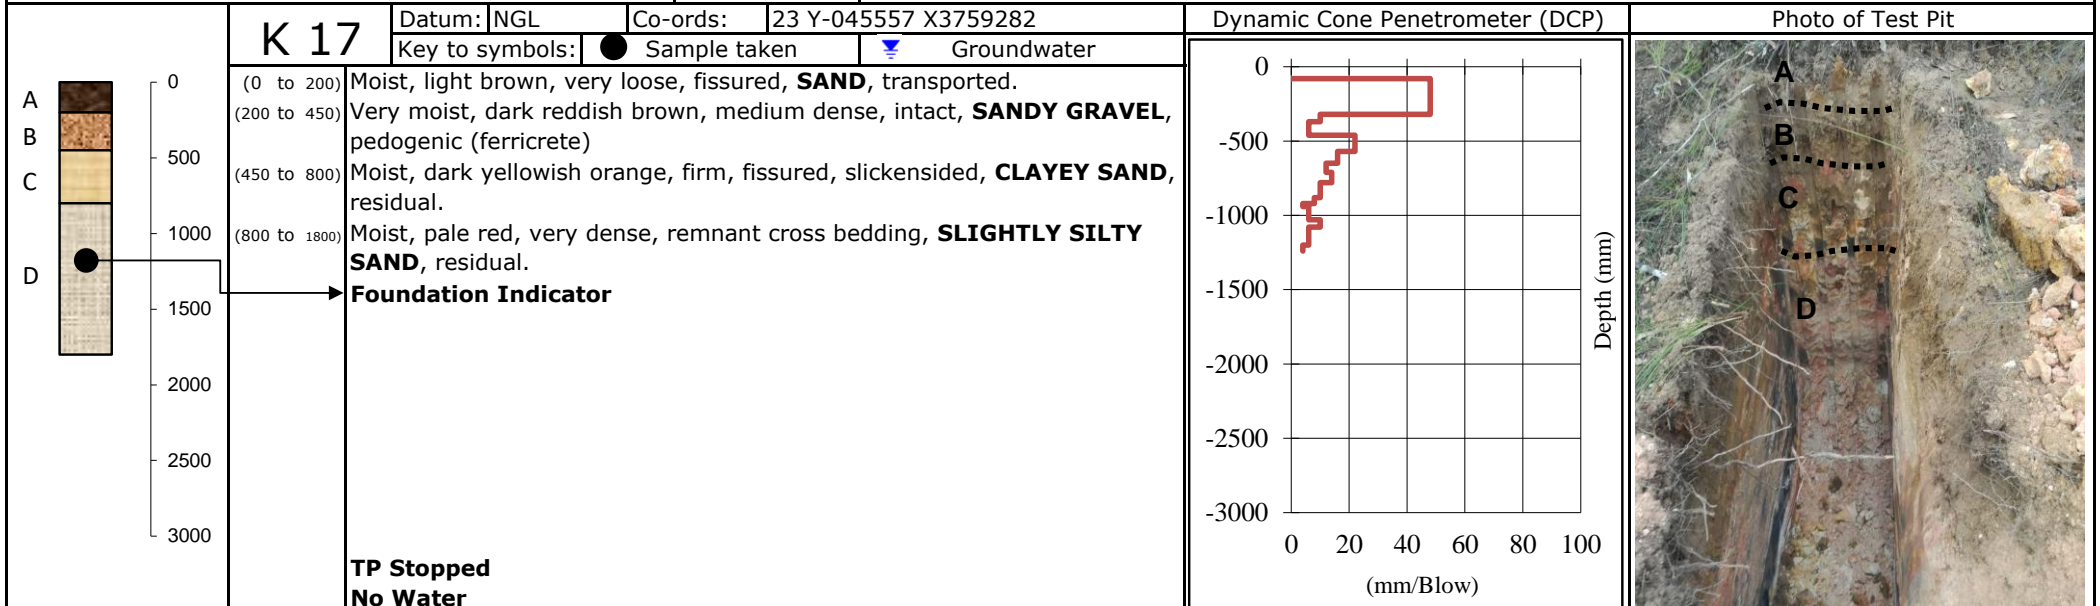 K 17
Datum: NGL Co-ords: 23 Y-045557 X3759282
Key to symbols: Sample taken Groundwater
Dynamic Cone Penetrometer (DCP)
Photo of Test Pit
A
B
C
D
0
500
1000
1500
2000
2500
3000
(0 to 200) Moist, light brown, very loose, fissured, SAND, transported.
(200 to 450) Very moist, dark reddish brown, medium dense, intact, SANDY GRAVEL,
pedogenic (ferricrete)
(450 to 800) Moist, dark yellowish orange, firm, fissured, slickensided, CLAYEY SAND,
residual.
(800 to 1800) Moist, pale red, very dense, remnant cross bedding, SLIGHTLY SILTY
SAND, residual.
Foundation Indicator
TP Stopped
No Water
0
-500
-1000
-1500
-2000
-2500
-3000
0 20 40 60 80 100
(mm/Blow)
Depth (mm)
A
B
C
D